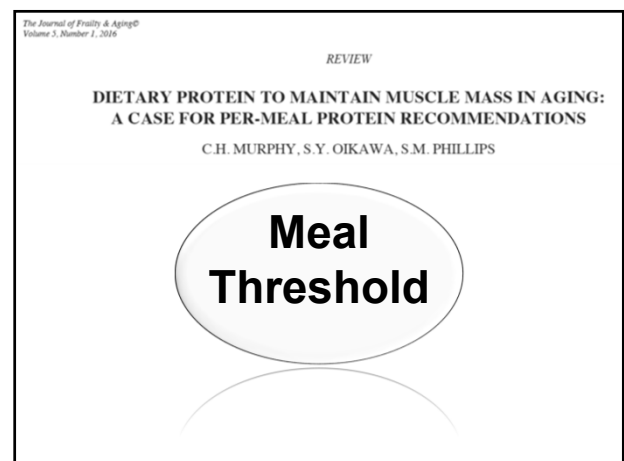 The Journal of Frailty & Aging©
Volume 5, Number 1, 2016
REVIEW
DIETARY PROTEIN TO MAINTAIN MUSCLE MASS IN AGING:
A CASE FOR PER-MEAL PROTEIN RECOMMENDATIONS
C.H. MURPHY, S.Y. OIKAWA, S.M. PHILLIPS
Meal
Threshold